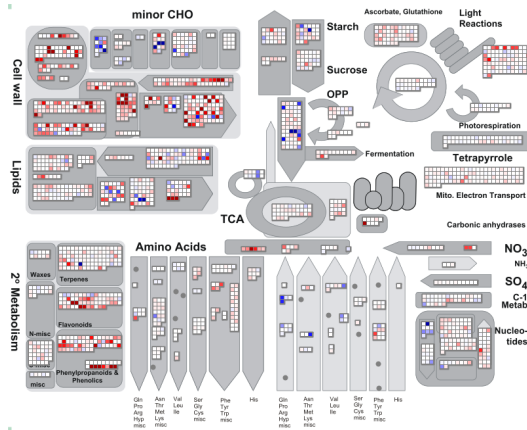 minor CHO
Cell wall
Lipids
Starch
Sucrose
OPP
Fermentation
TCA
Ascorbate, Glutathione
Light
Reactions
Photorespiration
Tetrapyrrole
Mito. Electron Transport
Carbonic anhydrases
2° Metabolism
Waxes
Terpenes
Flavonoids
N-misc
misc
Phenylpropanoids &
Phenolics
Amino Acids
NO3
NH
SO4
C-1
Metab
Nucleo-
tides
Gln
Pro
Arg
Hyp
misc
Asn
Thr
Met
Lys
misc
Val
Leu
Ile
Ser
Gly
Cys
misc
Phe
Tyr
Trp
misc
His
Gln
Pro
Arg
Hyp
misc
Asn
Thr
Met
Lys
misc
Val
Leu
Ile
Ser
Gly
Cys
misc
Phe
Tyr
Trp
misc
His